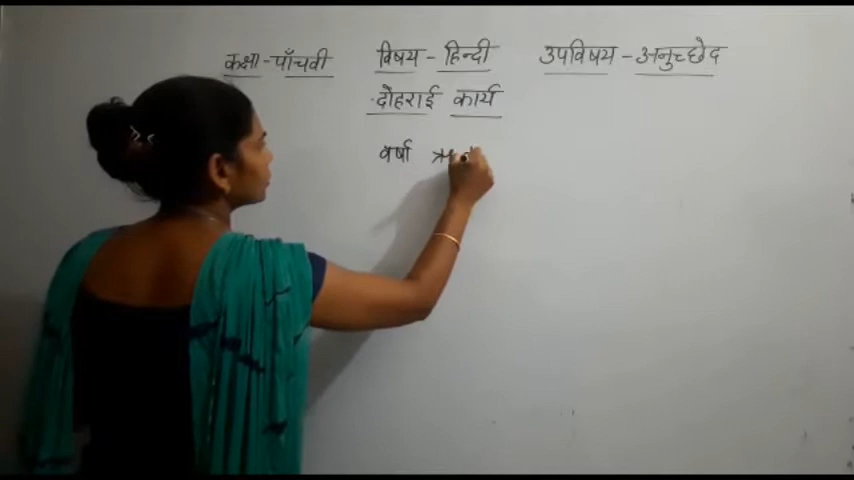 कक्षा - पाँचवी विषय - हिन्दी उपविषय - अनुच्छेद
दोहराई कार्य
वर्षा